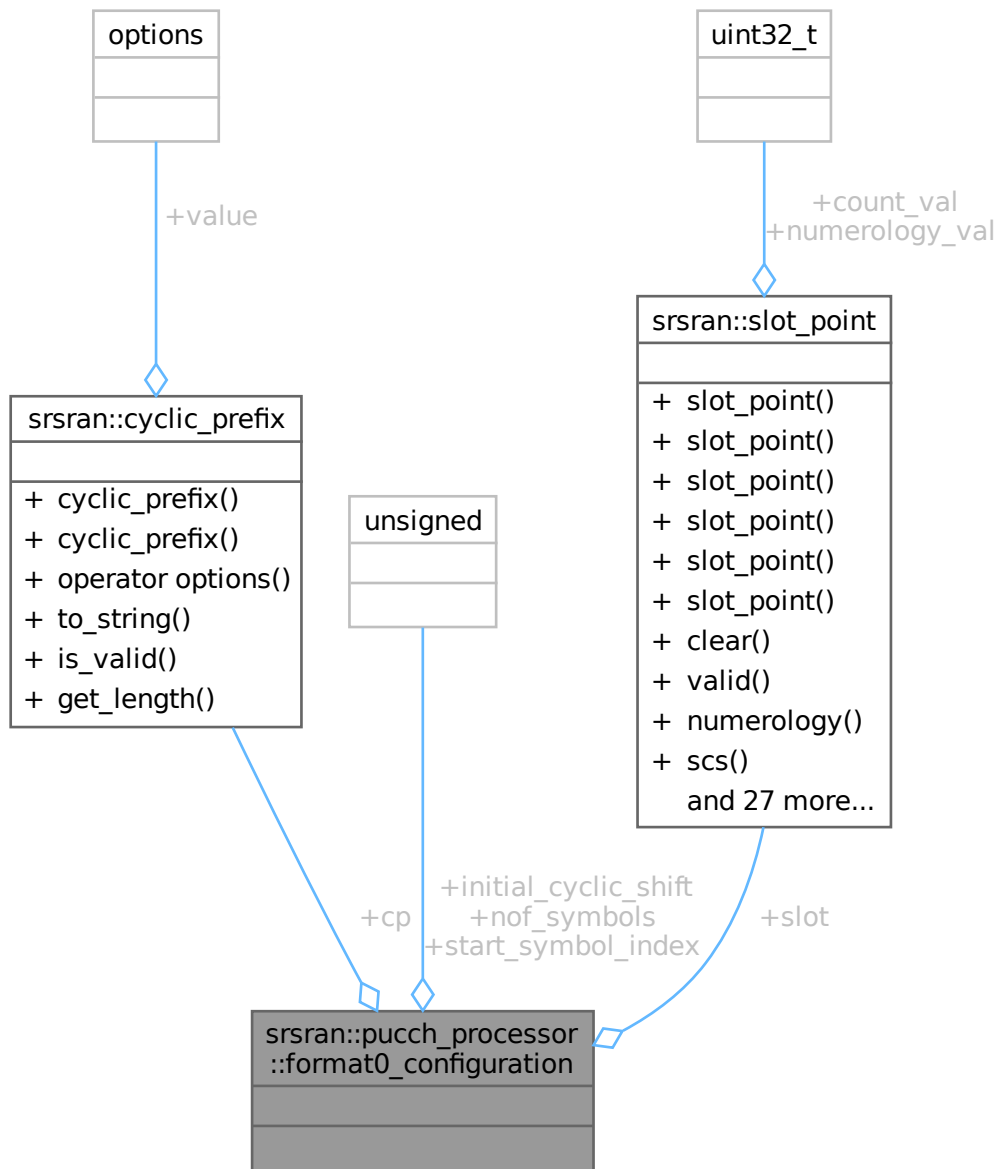 options
uint32_t
+value
+count_val
+numerology_val
srsran::slot_point
+ slot_point()
+ slot_point()
+ slot_point()
+ slot_point()
+ slot_point()
+ slot_point()
+ clear()
+ valid()
+ numerology()
+ scs()
and 27 more...
srsran::cyclic_prefix
+ cyclic_prefix()
+ cyclic_prefix()
+ operator options()
+ to_string()
+ is_valid()
+ get_length()
unsigned
+cp
+initial_cyclic_shift
+nof_symbols
+start_symbol_index
+slot
srsran::pucch_processor
::format0_configuration